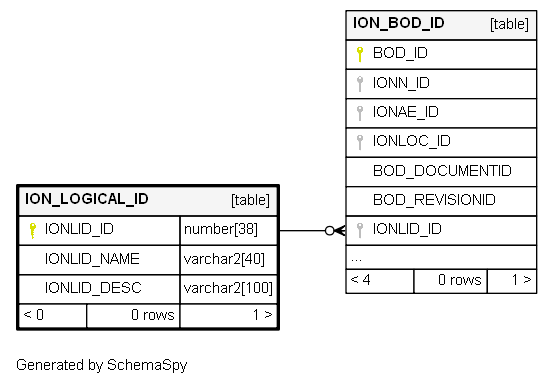 ION_BOD_ID [table]
BOD_ID
IONN_ID
IONAE_ID
IONLOC_ID
BOD_DOCUMENTID
BOD_REVISIONID
IONLID_ID
...
< 4 0 rows 1 >
ION_LOGICAL_ID [table]
IONLID_ID number[38]
IONLID_NAME varchar2[40]
IONLID_DESC varchar2[100]
< 0 0 rows 1 >
Generated by SchemaSpy